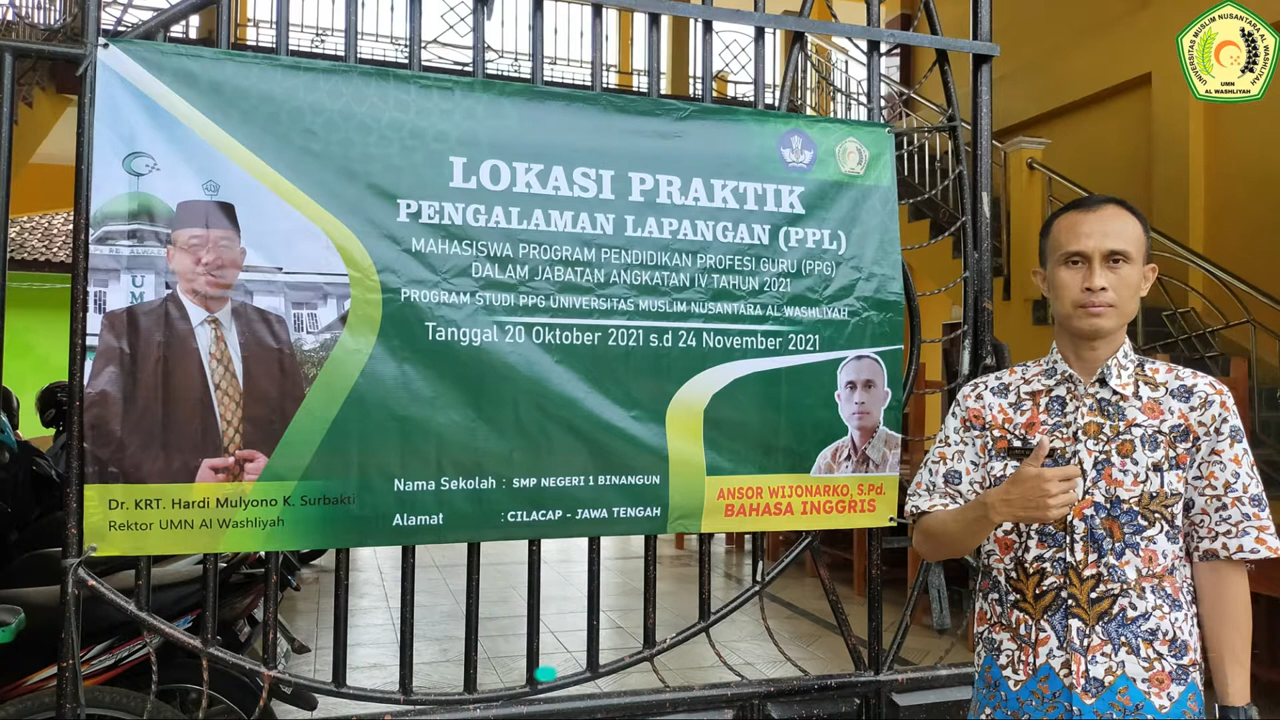 UNIVERSITAS MUSLIM NUSANTARA AL WASHLIYAH
UMN
AL WASHLIYAH
LOKASI PRAKTIK
PENGALAMAN LAPANGAN (PPL)
MAHASISWA PROGRAM PENDIDIKAN PROFESI GURU (PPG)
DALAM JABATAN ANGKATAN IV TAHUN 2021
PROGRAM STUDI PPG UNIVERSITAS MUSLIM NUSANTARA AL WASHLIYAH
Tanggal 20 Oktober 2021 s.d 24 November 2021
Nama Sekolah : SMP NEGERI 1 BINANGUN
Alamat : CILACAP - JAWA TENGAH
Dr. KRT. Hardi Mulyono K. Surbakti
Rektor UMN Al Washliyah
ANSOR WIJONARKO, S.Pd.
BAHASA INGGRIS